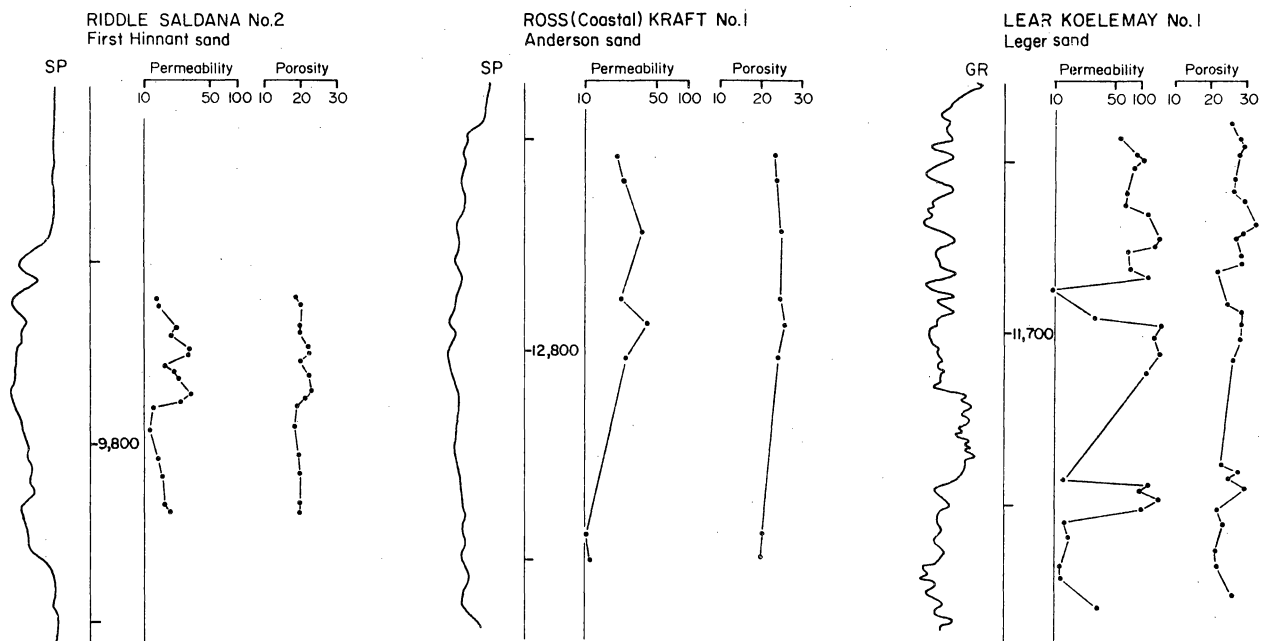 RIDDLE SALDANA No.2
First Hinnant sand
SP
Permeability
Porosity
10 50 100
10 20 30
9,800
ROSS (Coastal) KRAFT No.1
Anderson sand
SP
Permeability
Porosity
10 50 100
10 20 30
12,800
LEAR KOELEMAY No.1
Leger sand
GR
Permeability
Porosity
10 50 100
10 20 30
11,700